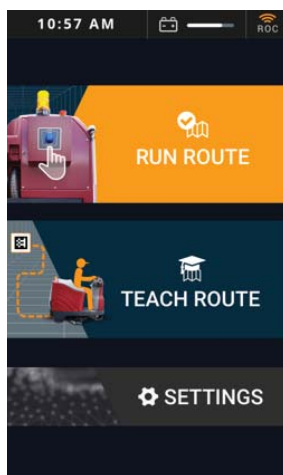 10:57 AM
ROC
RUN ROUTE
TEACH ROUTE
SETTINGS